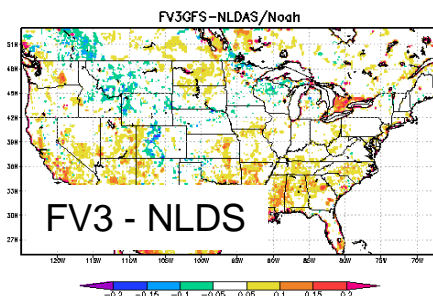 FV3GFS-NLDAS/Noah
51N
48N
45N
42N
39N
36N
33N
30N
27N
FV3 - NLDS
120W 115W 110W 105W 100W 95W 90W 85W 80W 75W 70W
-0.2 -0.15 -0.1 -0.05 0.05 0.1 0.15 0.2